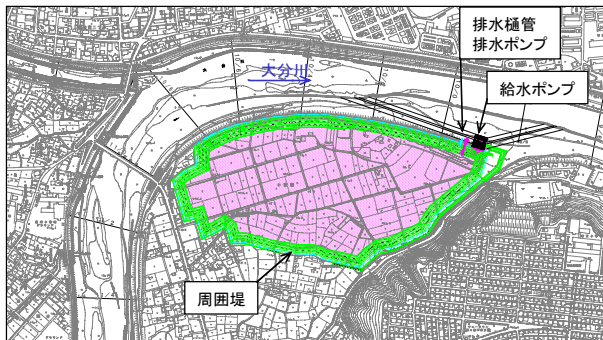 排水樋管
排水ポンプ
給水ポンプ
大分川
周囲堤